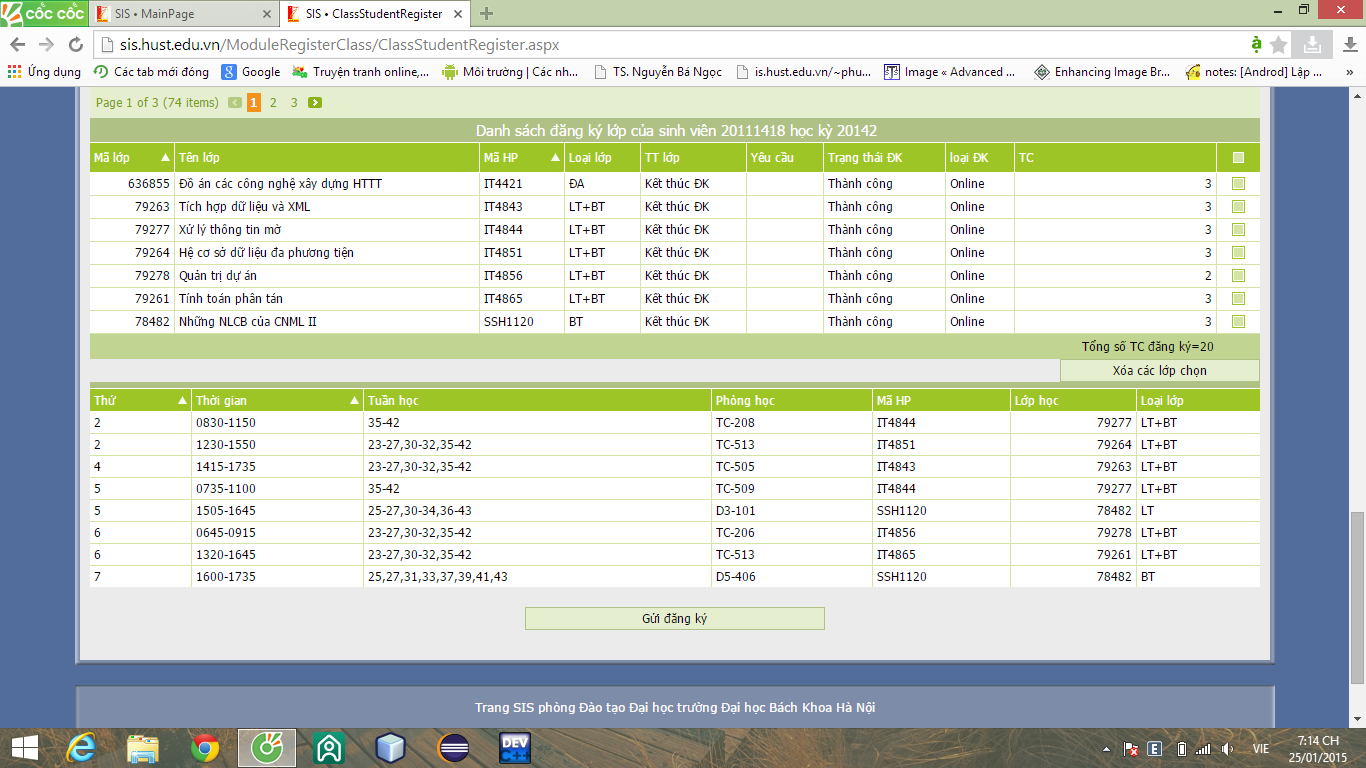 cốc cốc SIS • MainPage SIS • ClassStudentRegister
sis.hust.edu.vn/ModuleRegisterClass/ClassStudentRegister.aspx
Ứng dụng Các tab mới đóng Google Truyện tranh online,... Môi trường | Các nh... TS. Nguyễn Bá Ngọc is.hust.edu.vn/~phu... Image « Advanced ... Enhancing Image Br... notes: [Androd] Lập ... »
Page 1 of 3 (74 items) 1 2 3
Danh sách đăng ký lớp của sinh viên 20111418 học kỳ 20142
Mã lớp Tên lớp Mã HP Loại lớp TT lớp Yêu cầu Trạng thái ĐK loại ĐK TC
636855 Đồ án các công nghệ xây dựng HTTT IT4421 ĐA Kết thúc ĐK Thành công Online 3
79263 Tích hợp dữ liệu và XML IT4843 LT+BT Kết thúc ĐK Thành công Online 3
79277 Xử lý thông tin mờ IT4844 LT+BT Kết thúc ĐK Thành công Online 3
79264 Hệ cơ sở dữ liệu đa phương tiện IT4851 LT+BT Kết thúc ĐK Thành công Online 3
79278 Quản trị dự án IT4856 LT+BT Kết thúc ĐK Thành công Online 2
79261 Tính toán phân tán IT4865 LT+BT Kết thúc ĐK Thành công Online 3
78482 Những NLCB của CNML II SSH1120 BT Kết thúc ĐK Thành công Online 3
Tổng số TC đăng ký=20
Xóa các lớp chọn
Thứ Thời gian Tuần học Phòng học Mã HP Lớp học Loại lớp
2 0830-1150 35-42 TC-208 IT4844 79277 LT+BT
2 1230-1550 23-27,30-32,35-42 TC-513 IT4851 79264 LT+BT
4 1415-1735 23-27,30-32,35-42 TC-505 IT4843 79263 LT+BT
5 0735-1100 35-42 TC-509 IT4844 79277 LT+BT
5 1505-1645 25-27,30-34,36-43 D3-101 SSH1120 78482 LT
6 0645-0915 23-27,30-32,35-42 TC-206 IT4856 79278 LT+BT
6 1320-1645 23-27,30-32,35-42 TC-513 IT4865 79261 LT+BT
7 1600-1735 25,27,31,33,37,39,41,43 D5-406 SSH1120 78482 BT
Gửi đăng ký
Trang SIS phòng Đào tạo Đại học trường Đại học Bách Khoa Hà Nội
DEV C++ E VIE 7:14 CH
25/01/2015